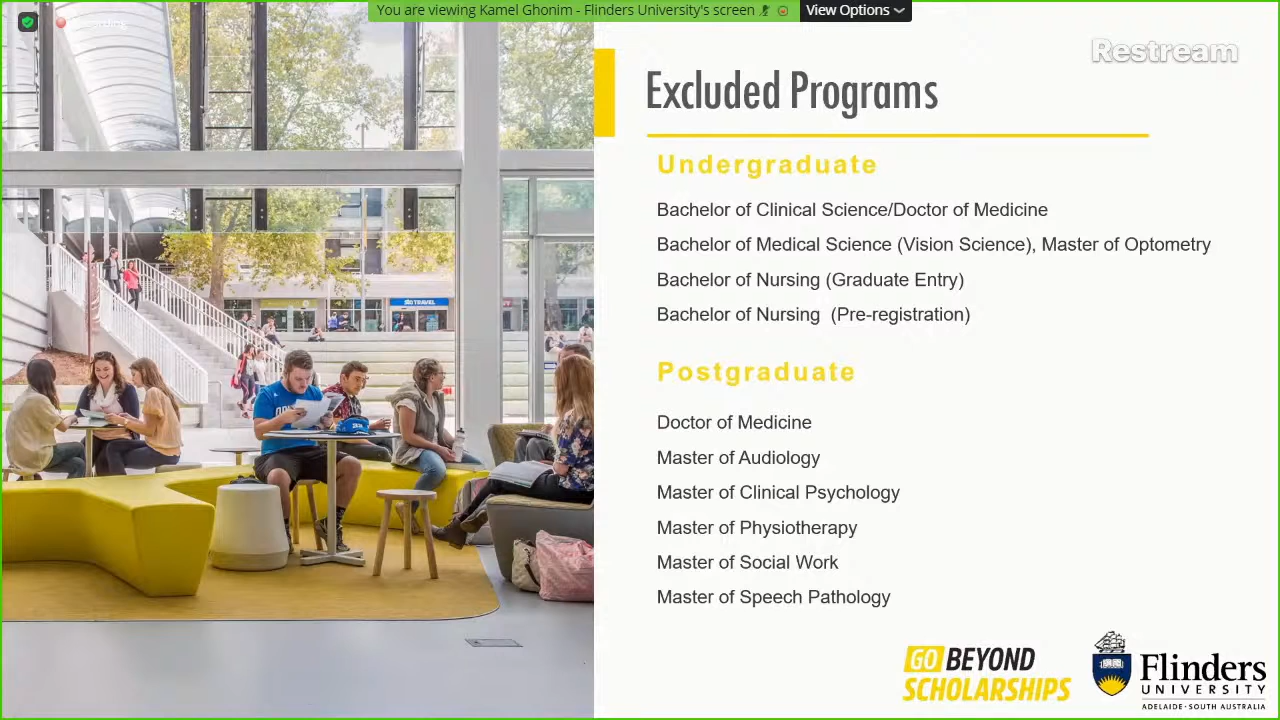 You are viewing Kamel Ghonim - Flinders University's screen
View Options
Restream
Excluded Programs
Undergraduate
Bachelor of Clinical Science/Doctor of Medicine
Bachelor of Medical Science (Vision Science), Master of Optometry
Bachelor of Nursing (Graduate Entry)
Bachelor of Nursing  (Pre-registration)
Postgraduate
Doctor of Medicine
Master of Audiology
Master of Clinical Psychology
Master of Physiotherapy
Master of Social Work
Master of Speech Pathology
TRAVEL
GO BEYOND
SCHOLARSHIPS
Flinders
UNIVERSITY
ADELAIDE · SOUTH AUSTRALIA